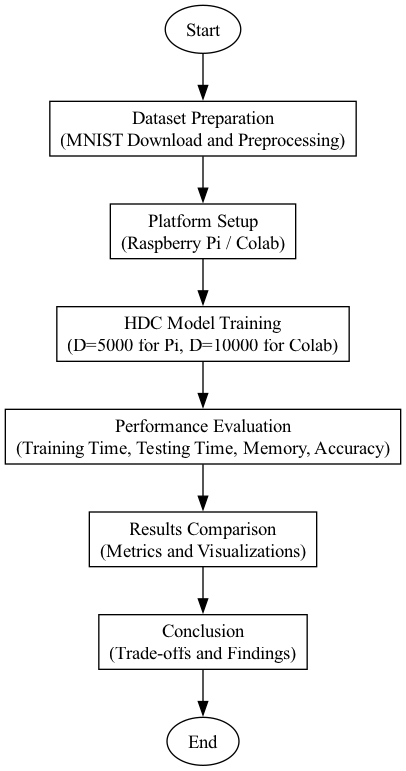 Start
Dataset Preparation
(MNIST Download and Preprocessing)
Platform Setup
(Raspberry Pi / Colab)
HDC Model Training
(D=5000 for Pi, D=10000 for Colab)
Performance Evaluation
(Training Time, Testing Time, Memory, Accuracy)
Results Comparison
(Metrics and Visualizations)
Conclusion
(Trade-offs and Findings)
End